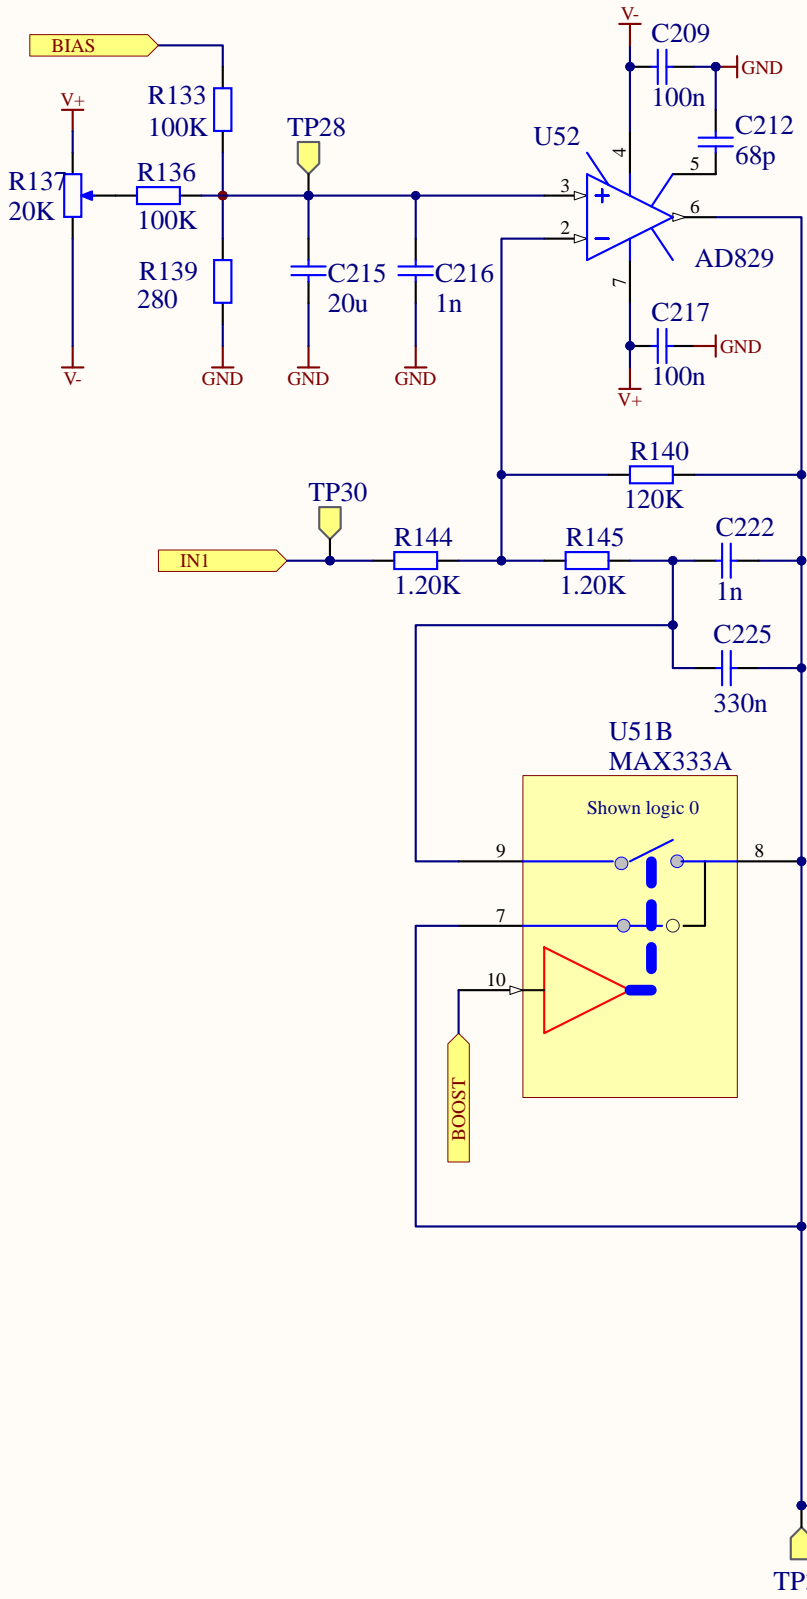 V-
C209
GND
100n
BIAS
R133
100K
V+
TP28
U52
4
C212
68p
5
R137
20K
R136
100K
3
+
6
2
-
R139
280
C215
20u
C216
1n
AD829
7
C217
GND
100n
V-
GND
GND
GND
V+
R140
120K
TP30
IN1
R144
1.20K
R145
1.20K
C222
1n
C225
330n
U51B
MAX333A
Shown logic 0
9
8
7
10
BOOST